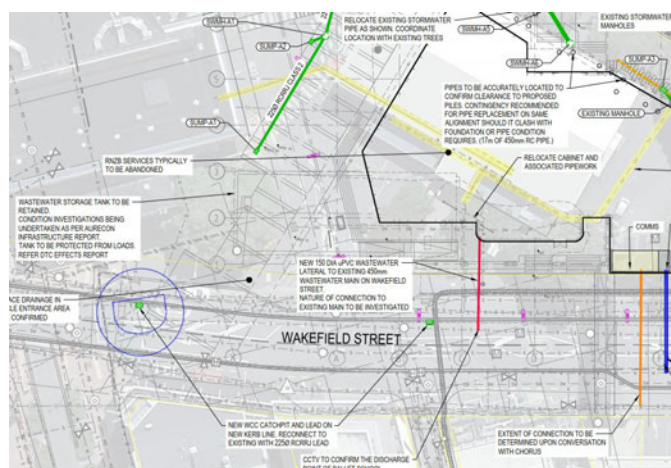 SWMH-A1
SUMP-A2
RELOCATE EXISTING STORMWATER
PIPE AS SHOWN. COORDINATE
LOCATION WITH EXISTING TREES
SWMH-A5
SWMH-A6
EXISTING STORMWATER
MANHOLES
SUMP-A3
225Ø RCRRJ CLASS 2
SUMP-A1
PIPES TO BE ACCURATELY LOCATED TO
CONFIRM CLEARANCE TO PROPOSED
PILES. CONTINGENCY RECOMMENDED
FOR PIPE REPLACEMENT ON SAME
ALIGNMENT SHOULD IT CLASH WITH
FOUNDATION OR PIPE CONDITION
REQUIRES. (17m OF 450mm RC PIPE.)
EXISTING MANHOLE
RNZB SERVICES TYPICALLY
TO BE ABANDONED
RELOCATE CABINET AND
ASSOCIATED PIPEWORK
WASTEWATER STORAGE TANK TO BE
RETAINED.
CONDITION INVESTIGATIONS BEING
UNDERTAKEN AS PER AURECON
INFRASTRUCTURE REPORT.
TANK TO BE PROTECTED FROM LOADS.
REFER DTC EFFECTS REPORT
COMMS
NEW 150 DIA uPVC WASTEWATER
LATERAL TO EXISTING 450mm
WASTEWATER MAIN ON WAKEFIELD
STREET.
NATURE OF CONNECTION TO
EXISTING MAIN TO BE INVESTIGATED
ACE DRAINAGE IN
LE ENTRANCE AREA
CONFIRMED
WAKEFIELD STREET
NEW WCC CATCHPIT AND LEAD ON
NEW KERB LINE. RECONNECT TO
EXISTING WITH 225Ø RCRRJ LEAD
EXTENT OF CONNECTION TO BE
DETERMINED UPON CONVERSATION
WITH CHORUS
CCTV TO CONFIRM THE DISCHARGE